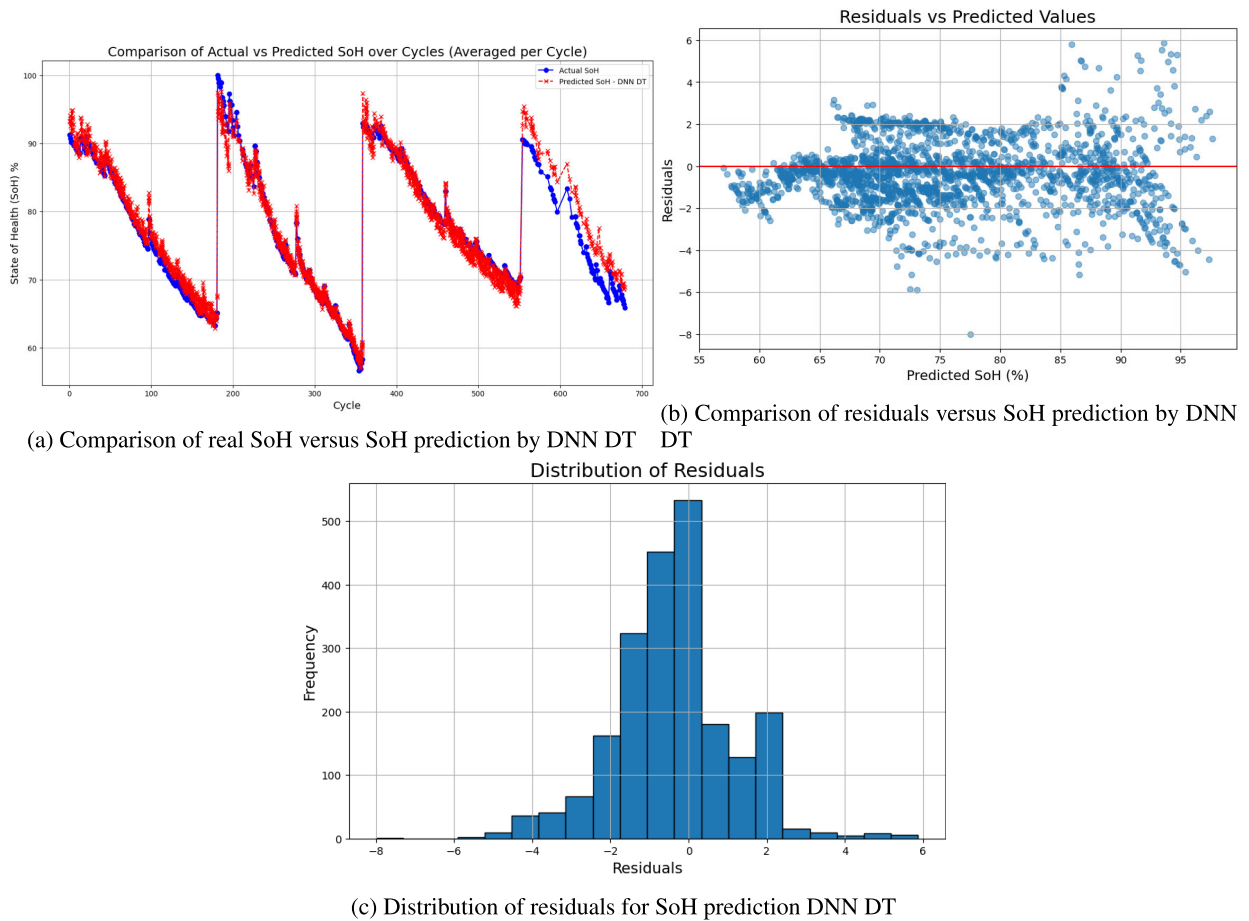 Comparison of Actual vs Predicted SoH over Cycles (Averaged per Cycle)
Actual SoH
Predicted SoH - DNN DT
State of Health (SoH) %
100
90
80
70
60
0
100
200
300
400
500
600
700
Cycle
(a) Comparison of real SoH versus SoH prediction by DNN DT
Residuals vs Predicted Values
Residuals
6
4
2
0
−2
−4
−6
−8
55
60
65
70
75
80
85
90
95
Predicted SoH (%)
(b) Comparison of residuals versus SoH prediction by DNN
DT
Distribution of Residuals
Frequency
500
400
300
200
100
0
−8
−6
−4
−2
0
2
4
6
Residuals
(c) Distribution of residuals for SoH prediction DNN DT